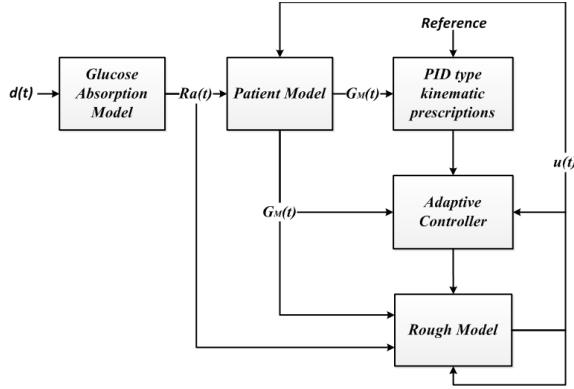 Reference
d(t)
Glucose
Absorption
Model
Ra(t)
Patient Model
GM(t)
PID type
kinematic
prescriptions
u(t)
GM(t)
Adaptive
Controller
Rough Model